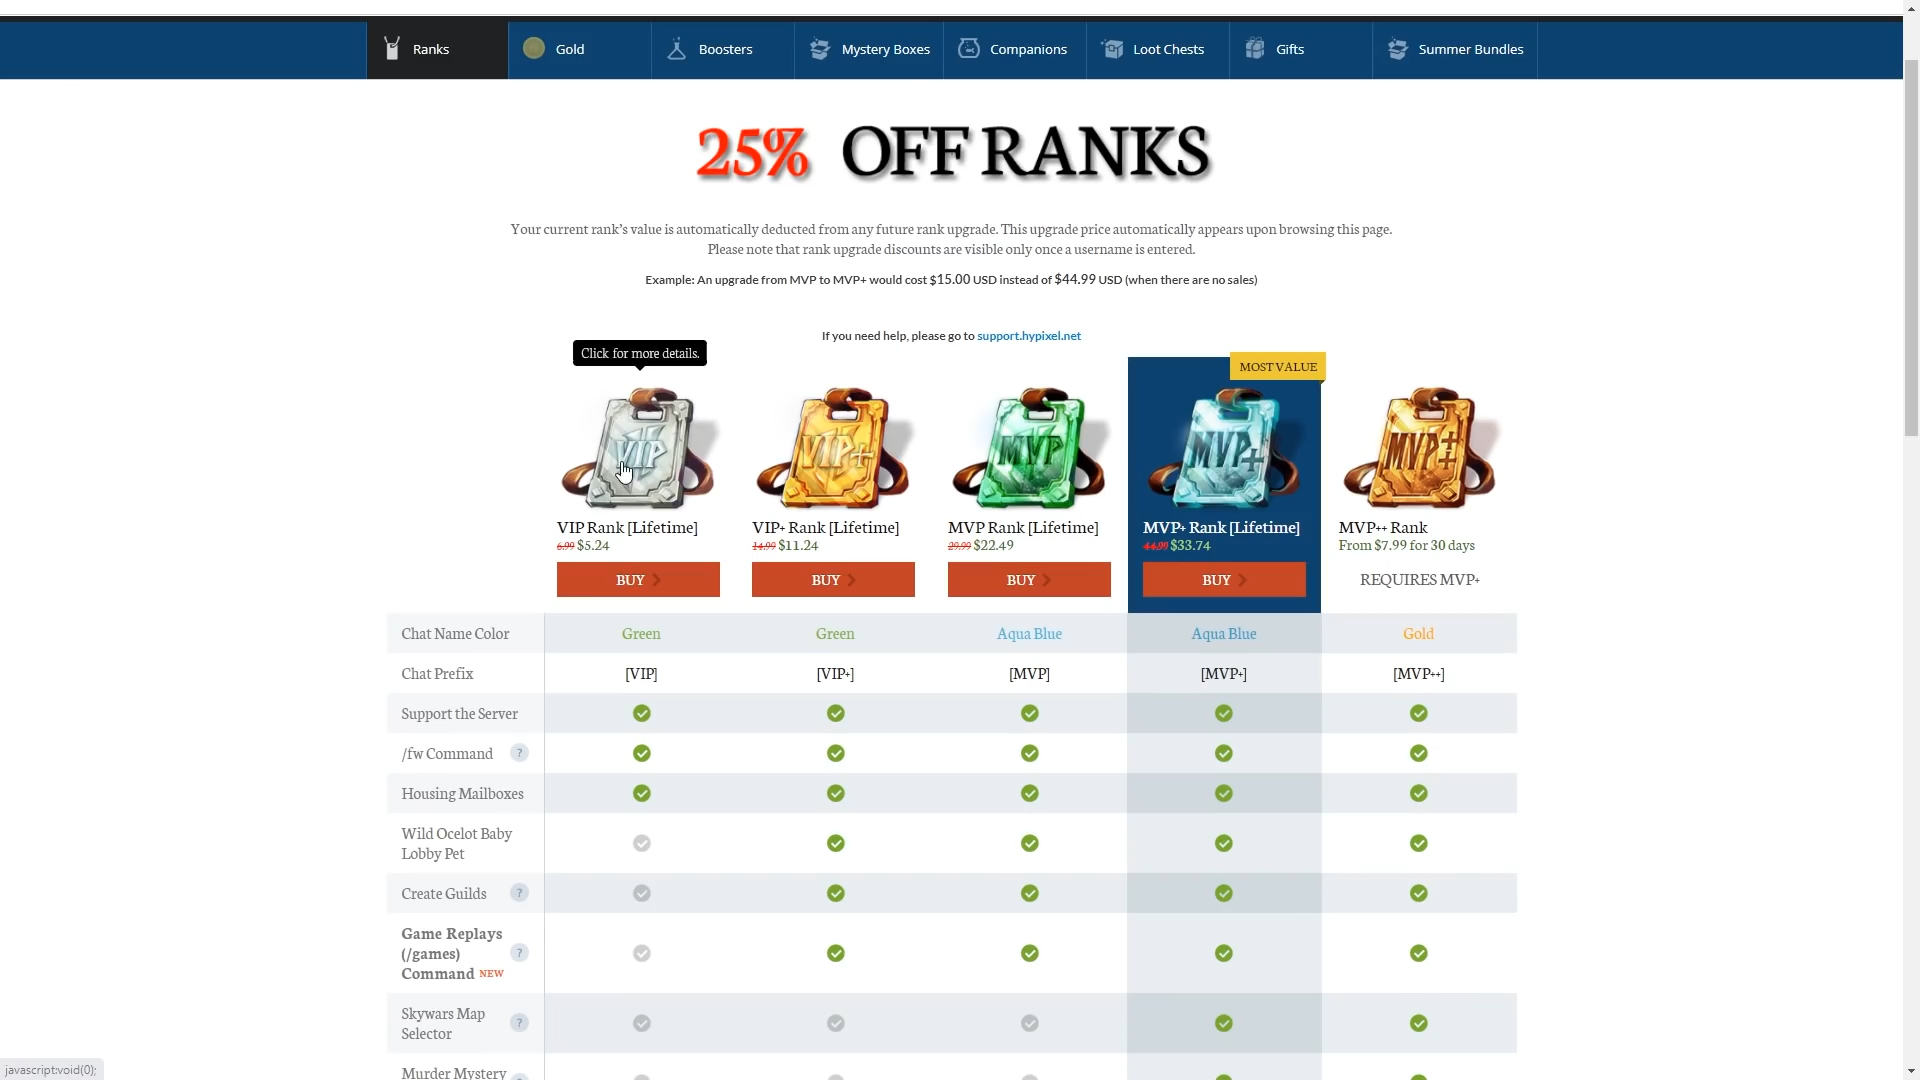 Ranks
Gold
Boosters
Mystery Boxes
Companions
Loot Chests
Gifts
Summer Bundles
25% OFF RANKS
Your current rank's value is automatically deducted from any future rank upgrade. This upgrade price automatically appears upon browsing this page.
Please note that rank upgrade discounts are visible only once a username is entered.
Example: An upgrade from MVP to MVP+ would cost $15.00 USD instead of $44.99 USD (when there are no sales)
If you need help, please go to support.hypixel.net
Click for more details.
MOST VALUE
VIP
VIP+
MVP
MVP+
MVP++
VIP Rank [Lifetime]
6.99 $5.24
BUY
VIP+ Rank [Lifetime]
14.99 $11.24
BUY
MVP Rank [Lifetime]
29.99 $22.49
BUY
MVP+ Rank [Lifetime]
44.99 $33.74
BUY
MVP++ Rank
From $7.99 for 30 days
REQUIRES MVP+
Chat Name Color Green Green Aqua Blue Aqua Blue Gold
Chat Prefix [VIP] [VIP+] [MVP] [MVP+] [MVP++]
Support the Server
/fw Command ?
Housing Mailboxes
Wild Ocelot Baby
Lobby Pet
Create Guilds ?
Game Replays
(/games) ?
Command NEW
Skywars Map
Selector ?
Murder Mystery
javascript:void(0);